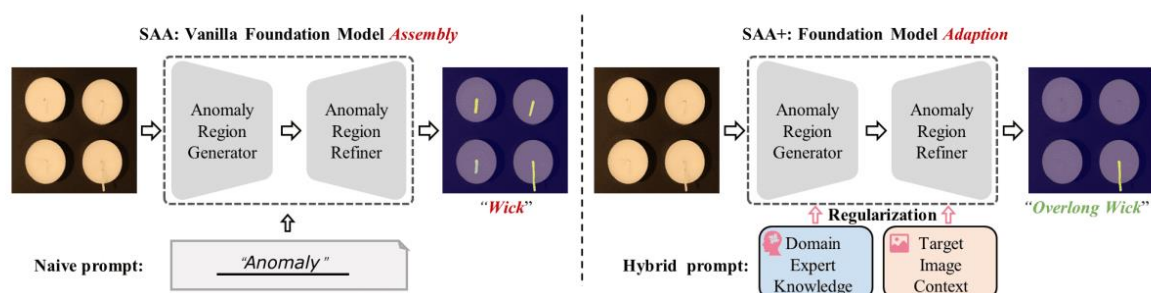 SAA: Vanilla Foundation Model Assembly
Anomaly
Region
Generator
Anomaly
Region
Refiner
“Wick”
Naive prompt:
“Anomaly”
SAA+: Foundation Model Adaption
Anomaly
Region
Generator
Anomaly
Region
Refiner
“Overlong Wick”
Regularization
Hybrid prompt:
Domain
Expert
Knowledge
Target
Image
Context